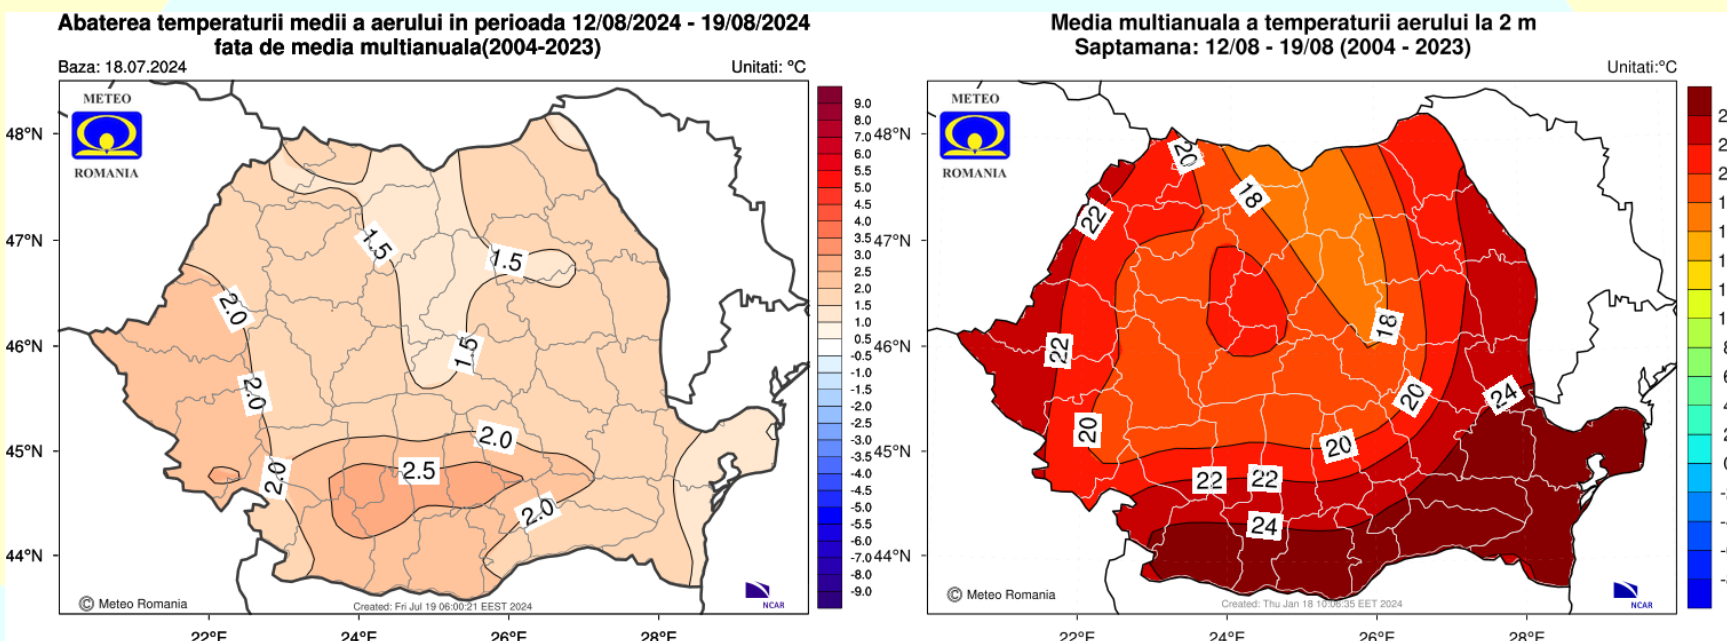 Abaterea temperaturii medii a aerului in perioada 12/08/2024 - 19/08/2024
fata de media multianuala(2004-2023)
Baza: 18.07.2024
Unitati: °C
METEO
ROMANIA
48°N
47°N
46°N
45°N
44°N
1.5
1.5
2.0
1.5
2.0
2.0
2.0
2.5
2.0
9.0
8.0
7.0
6.0
5.5
5.0
4.5
4.0
3.5
3.0
2.5
2.0
1.5
1.0
0.5
-0.5
-1.0
-1.5
-2.0
-2.5
-3.0
-3.5
-4.0
-4.5
-5.0
-5.5
-6.0
-7.0
-8.0
-9.0
© Meteo Romania
Created: Fri Jul 19 06:00:21 EEST 2024
NCAR
22°E
24°E
26°E
28°E
Media multianuala a temperaturii aerului la 2 m
Saptamana: 12/08 - 19/08 (2004 - 2023)
Unitati:°C
METEO
ROMANIA
48°N
47°N
46°N
45°N
44°N
20
18
22
18
22
24
20
20
20
22
22
24
© Meteo Romania
Created: Thu Jan 18 10:06:35 EET 2024
NCAR
22°E
24°E
26°E
28°E